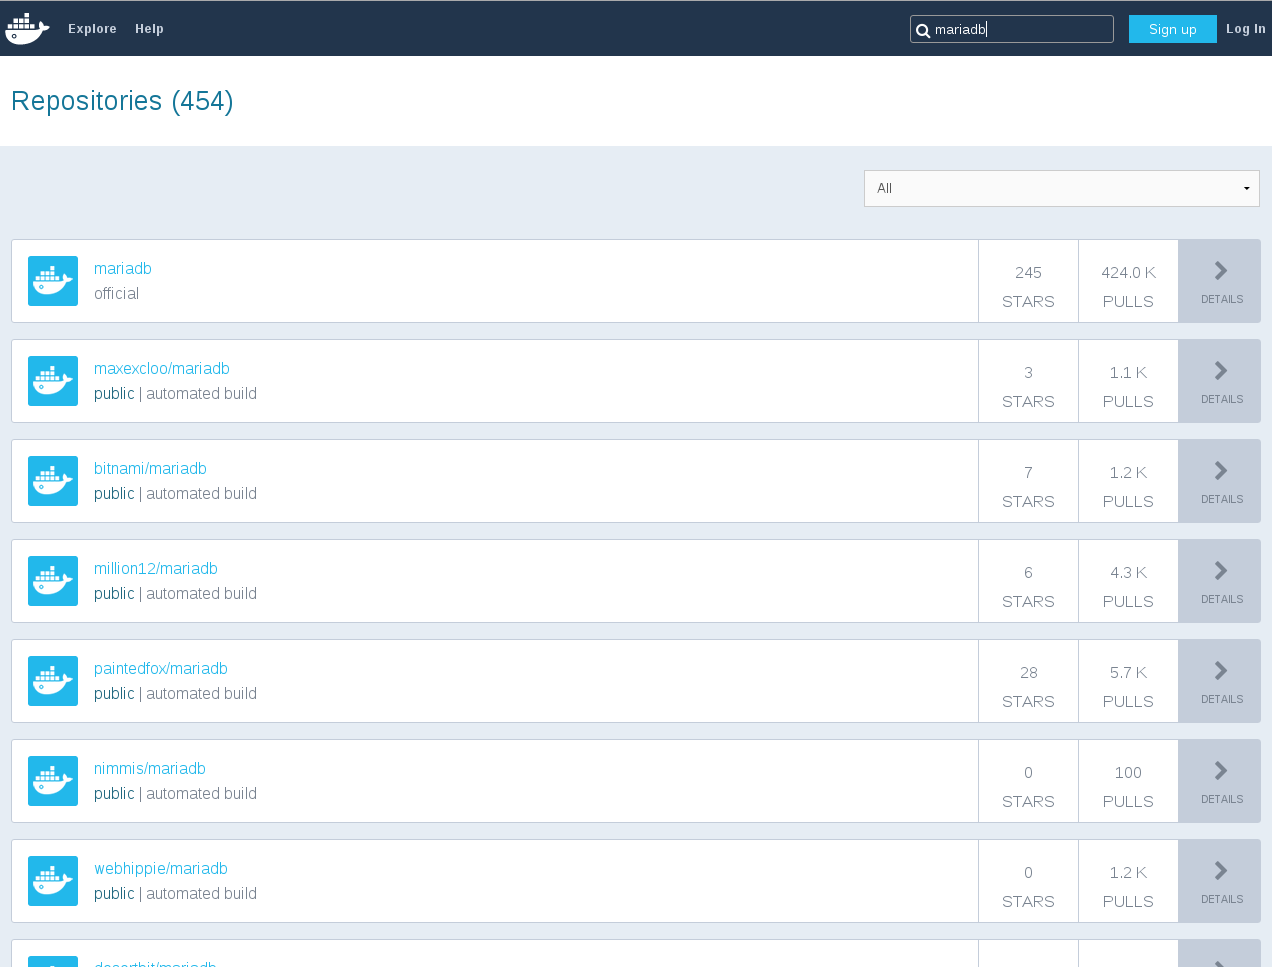 Explore Help mariadb Sign up Log In
Repositories (454)
All
mariadb
official
245
STARS
424.0 K
PULLS
DETAILS
maxexcloo/mariadb
public | automated build
3
STARS
1.1 K
PULLS
DETAILS
bitnami/mariadb
public | automated build
7
STARS
1.2 K
PULLS
DETAILS
million12/mariadb
public | automated build
6
STARS
4.3 K
PULLS
DETAILS
paintedfox/mariadb
public | automated build
28
STARS
5.7 K
PULLS
DETAILS
nimmis/mariadb
public | automated build
0
STARS
100
PULLS
DETAILS
webhippie/mariadb
public | automated build
0
STARS
1.2 K
PULLS
DETAILS